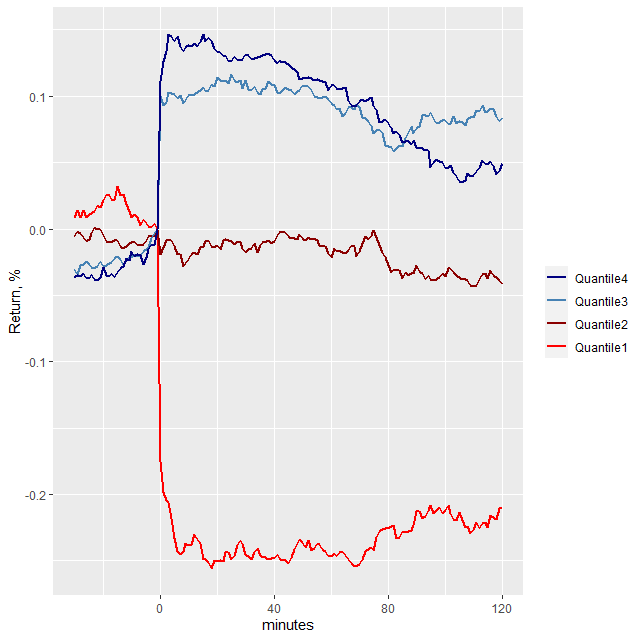 Return, %
0.1
0.0
-0.1
-0.2
0
40
80
120
minutes
Quantile4
Quantile3
Quantile2
Quantile1